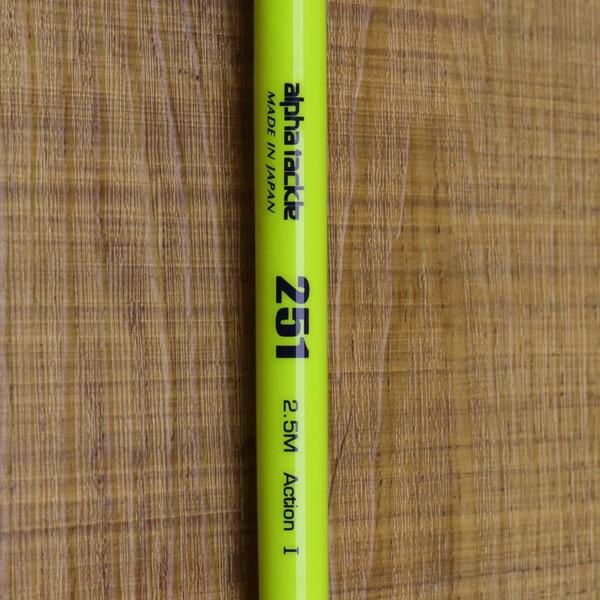 alpha tackle
MADE IN JAPAN
251
2.5M Action I